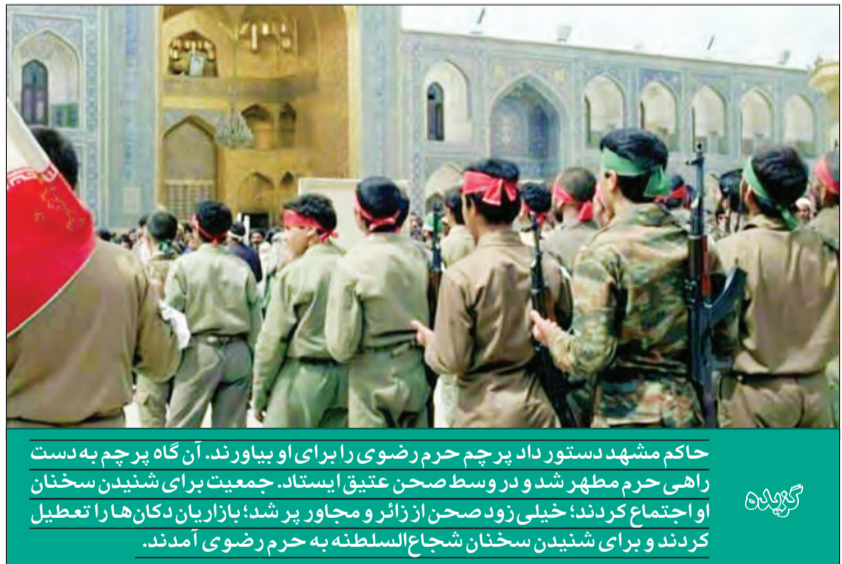 حاکم مشهد دستور داد پرچم حرم رضوی را برای او بیاورند. آن گاه پرچم به دست
راهی حرم مطهر شد و در وسط صحن عتیق ایستاد. جمعیت برای شنیدن سخنان
او اجتماع کردند؛ خیلی زود صحن از زائر و مجاور پر شد؛ بازاریان دکان‌ها را تعطیل
کردند و برای شنیدن سخنان شجاع‌السلطنه به حرم رضوی آمدند.
گزیده